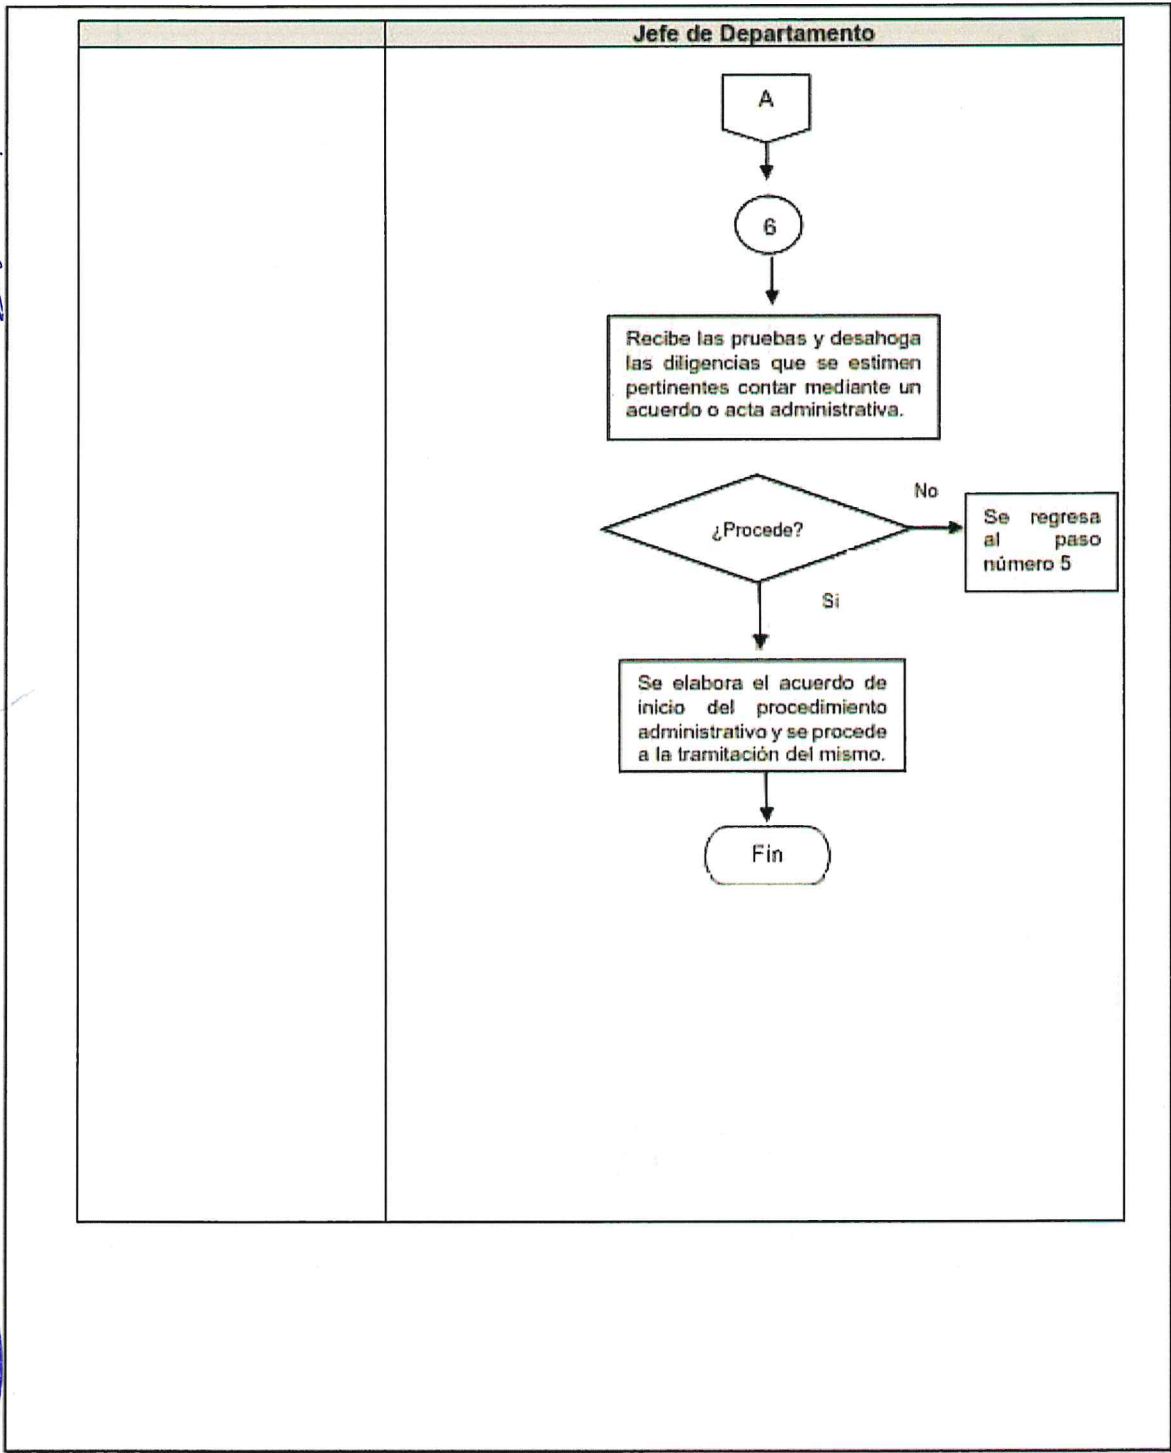 Jefe de Departamento
A
6
Recibe las pruebas y desahoga
las diligencias que se estimen
pertinentes contar mediante un
acuerdo o acta administrativa.
¿Procede?
No
Se regresa
al paso
número 5
Si
Se elabora el acuerdo de
inicio del procedimiento
administrativo y se procede
a la tramitación del mismo.
Fin